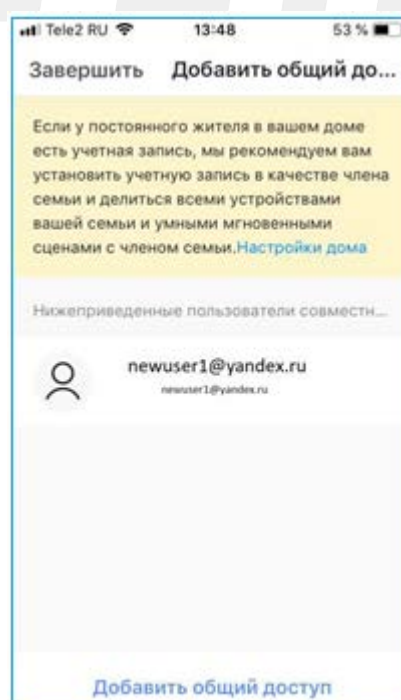 Tele2 RU 13:48 53 %
Завершить Добавить общий до...
Если у постоянного жителя в вашем доме
есть учетная запись, мы рекомендуем вам
установить учетную запись в качестве члена
семьи и делиться всеми устройствами
вашей семьи и умными мгновенными
сценами с членом семьи.Настройки дома
Нижеприведенные пользователи совместн...
newuser1@yandex.ru
newuser1@yandex.ru
Добавить общий доступ